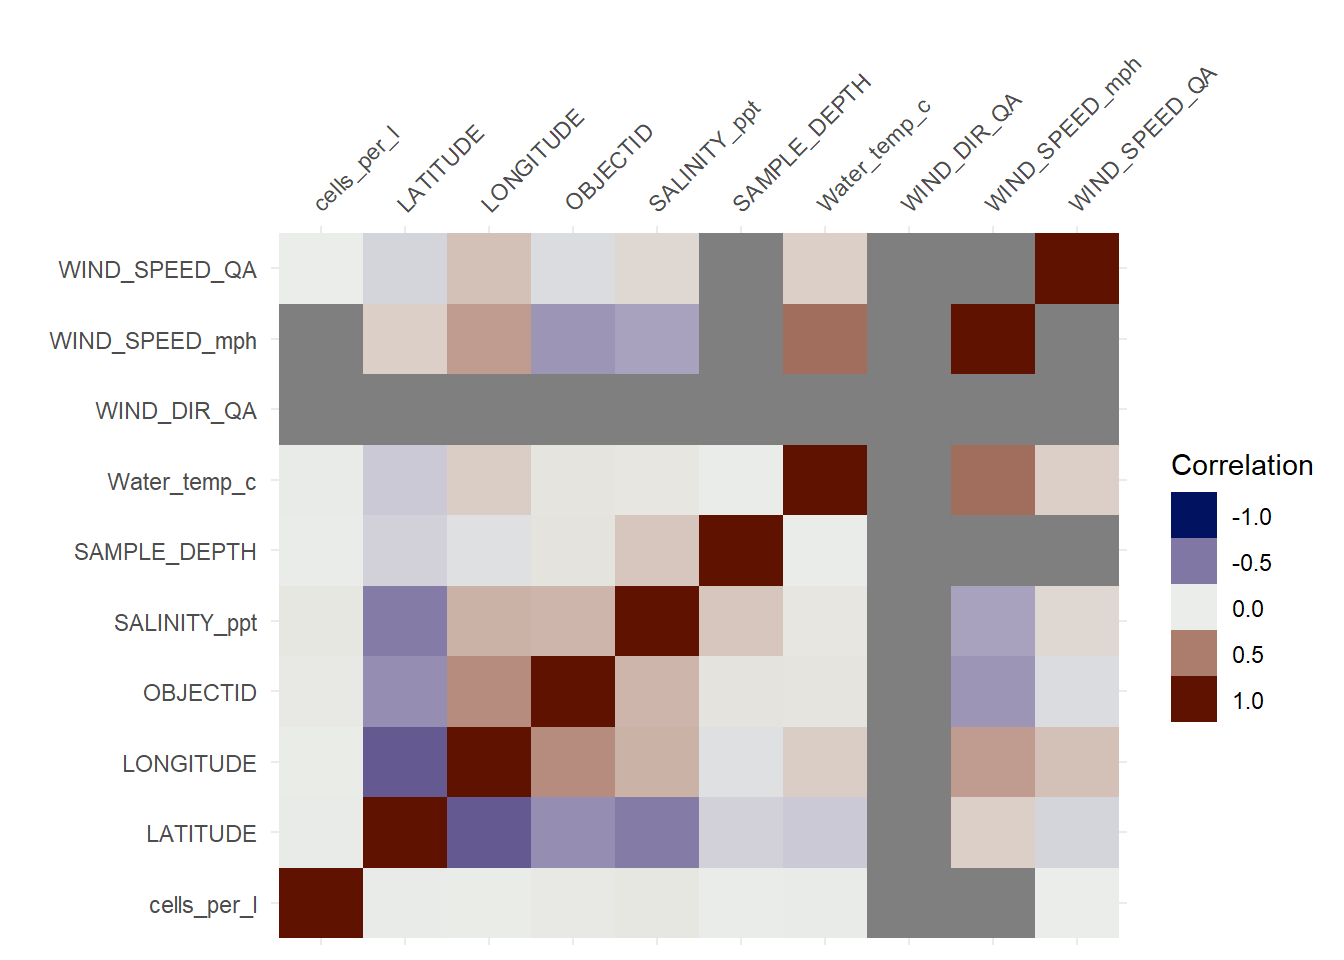 cells_per_l
LATITUDE
LONGITUDE
OBJECTID
SALINITY_ppt
SAMPLE_DEPTH
Water_temp_c
WIND_DIR_QA
WIND_SPEED_mph
WIND_SPEED_QA
WIND_SPEED_QA
WIND_SPEED_mph
WIND_DIR_QA
Water_temp_c
SAMPLE_DEPTH
SALINITY_ppt
OBJECTID
LONGITUDE
LATITUDE
cells_per_l
Correlation
-1.0
-0.5
0.0
0.5
1.0